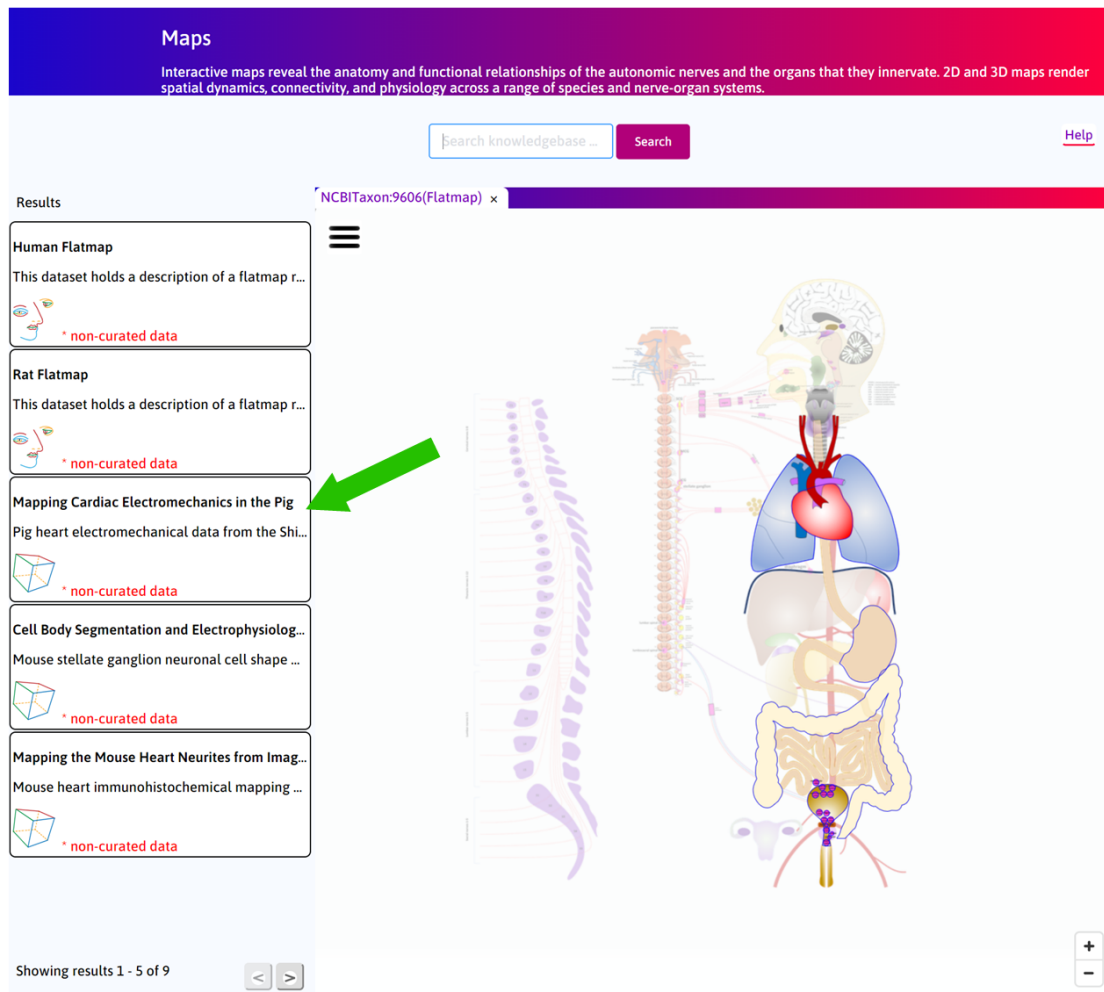 Maps
Interactive maps reveal the anatomy and functional relationships of the autonomic nerves and the organs that they innervate. 2D and 3D maps render
spatial dynamics, connectivity, and physiology across a range of species and nerve-organ systems.
Search knowledgebase ...
Search
Help
Results
NCBITaxon:9606(Flatmap) ×
Human Flatmap
This dataset holds a description of a flatmap r...
* non-curated data
Rat Flatmap
This dataset holds a description of a flatmap r...
* non-curated data
Mapping Cardiac Electromechanics in the Pig
Pig heart electromechanical data from the Shi...
* non-curated data
Cell Body Segmentation and Electrophysiolog...
Mouse stellate ganglion neuronal cell shape ...
* non-curated data
Mapping the Mouse Heart Neurites from Imag...
Mouse heart immunohistochemical mapping ...
* non-curated data
Showing results 1 - 5 of 9
< >
+
−